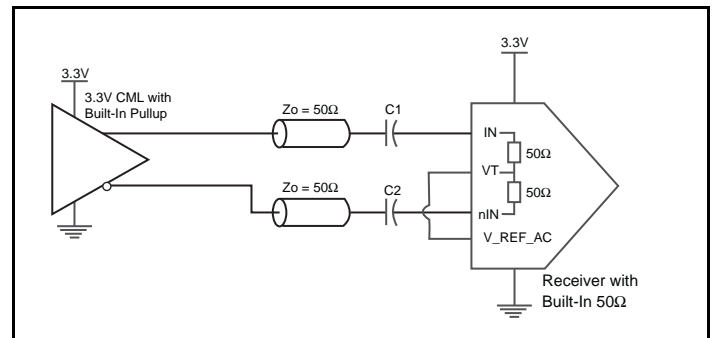 3.3V
3.3V
3.3V CML with
Built-In Pullup
Zo = 50Ω
C1
IN
50Ω
VT
Zo = 50Ω
C2
50Ω
nIN
V_REF_AC
Receiver with
Built-In 50Ω